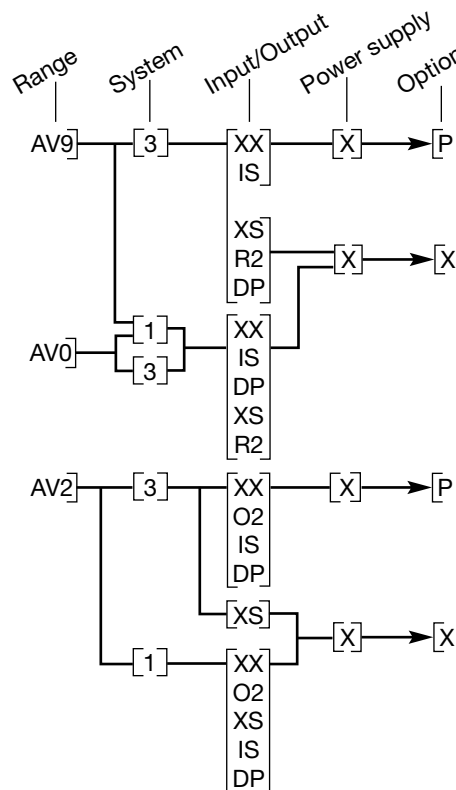 Range System Input/Output Power supply Option
AV9] [3] [XX] [X] [P
IS
XS
R2 [X] [X
DP
[1] XX
AV0] IS
[3] DP
XS
R2
AV2] [3] [XX] [X] [P
O2
IS
DP
[XS]
[X] [X
[1] XX
O2
XS
IS
DP